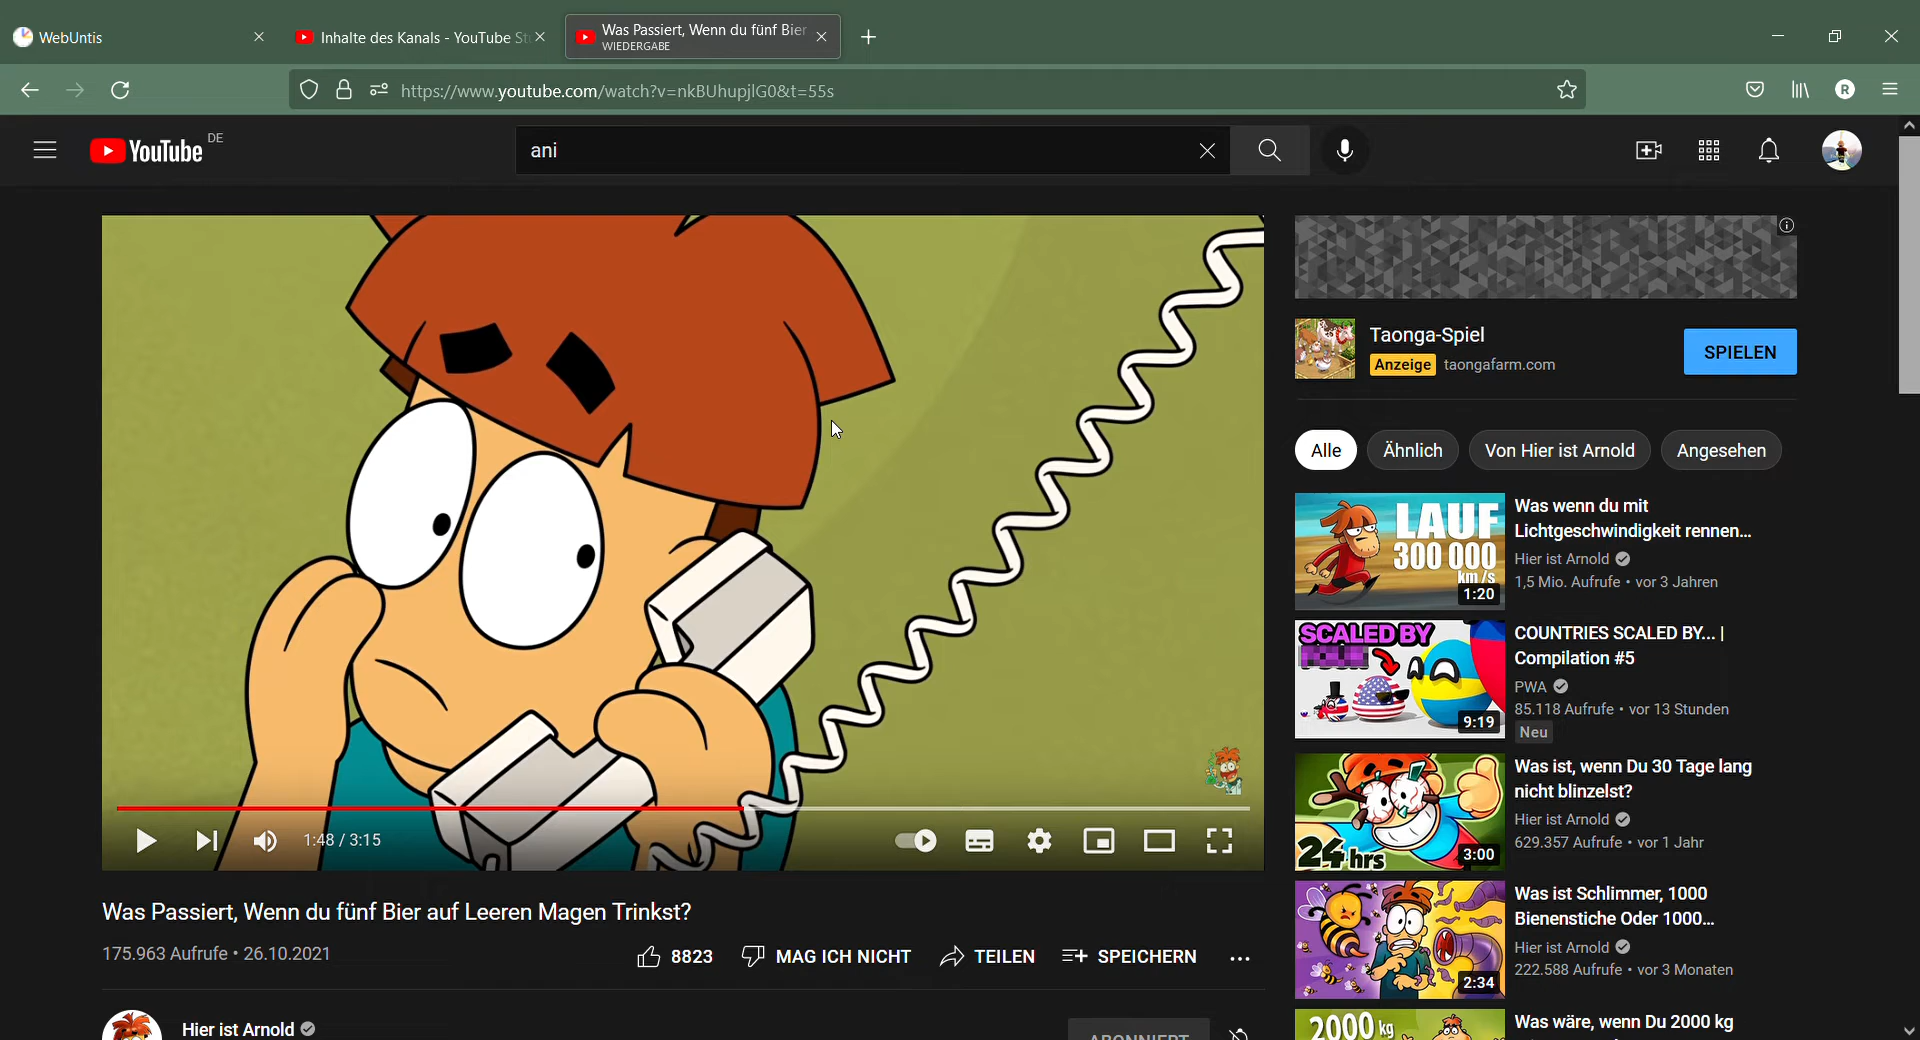 WebUntis
Inhalte des Kanals - YouTube St
Was Passiert, Wenn du fünf Bier
WIEDERGABE
https://www.youtube.com/watch?v=nkBUhupjlG0&t=55s
R
YouTube DE
ani
Taonga-Spiel
Anzeige taongafarm.com
SPIELEN
Alle
Ähnlich
Von Hier ist Arnold
Angesehen
LAUF
300 000
km/s
1:20
Was wenn du mit
Lichtgeschwindigkeit rennen...
Hier ist Arnold
1,5 Mio. Aufrufe • vor 3 Jahren
SCALED BY
9:19
COUNTRIES SCALED BY... |
Compilation #5
PWA
85.118 Aufrufe • vor 13 Stunden
Neu
24 hrs
3:00
Was ist, wenn Du 30 Tage lang
nicht blinzelst?
Hier ist Arnold
629.357 Aufrufe • vor 1 Jahr
2:34
Was ist Schlimmer, 1000
Bienenstiche Oder 1000...
Hier ist Arnold
222.588 Aufrufe • vor 3 Monaten
2000 kg
Was wäre, wenn Du 2000 kg
1:48 / 3:15
Was Passiert, Wenn du fünf Bier auf Leeren Magen Trinkst?
175.963 Aufrufe • 26.10.2021
8823
MAG ICH NICHT
TEILEN
SPEICHERN
Hier ist Arnold
ABONNIERT